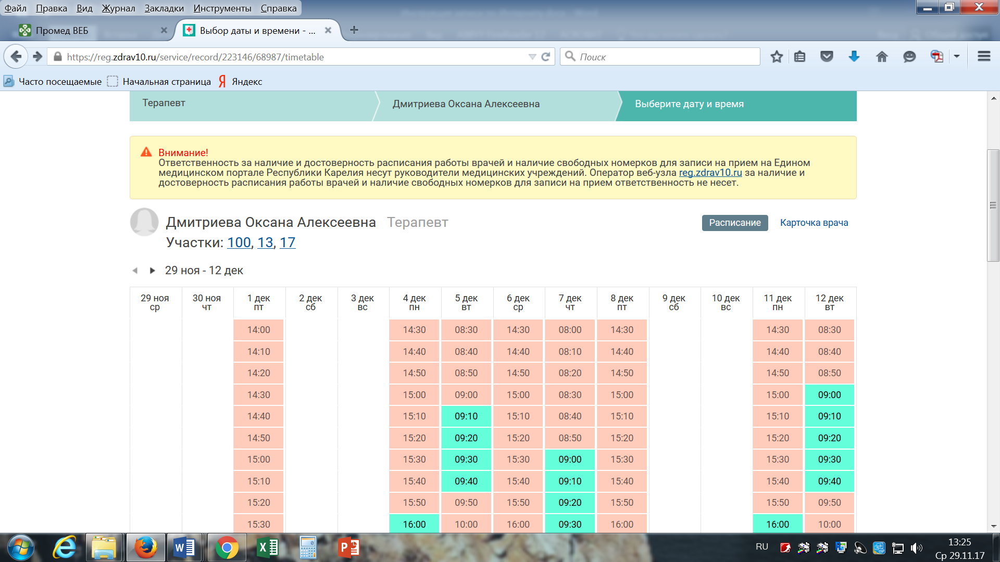 Файл Правка Вид Журнал Закладки Инструменты Справка
Промед ВЕБ
Выбор даты и времени - ...
https://reg.zdrav10.ru/service/record/223146/68987/timetable
Поиск
Часто посещаемые Начальная страница Яндекс
Терапевт Дмитриева Оксана Алексеевна Выберите дату и время
Внимание!
Ответственность за наличие и достоверность расписания работы врачей и наличие свободных номерков для записи на прием на Едином
медицинском портале Республики Карелия несут руководители медицинских учреждений. Оператор веб-узла reg.zdrav10.ru за наличие и
достоверность расписания работы врачей и наличие свободных номерков для записи на прием ответственность не несет.
Дмитриева Оксана Алексеевна Терапевт Расписание Карточка врача
Участки: 100, 13, 17
29 ноя - 12 дек
29 ноя 30 ноя 1 дек 2 дек 3 дек 4 дек 5 дек 6 дек 7 дек 8 дек 9 дек 10 дек 11 дек 12 дек
ср чт пт сб вс пн вт ср чт пт сб вс пн вт
14:00 14:30 08:30 14:30 08:00 14:30 14:30 08:30
14:10 14:40 08:40 14:40 08:10 14:40 14:40 08:40
14:20 14:50 08:50 14:50 08:20 14:50 14:50 08:50
14:30 15:00 09:00 15:00 08:30 15:00 15:00 09:00
14:40 15:10 09:10 15:10 08:40 15:10 15:10 09:10
14:50 15:20 09:20 15:20 08:50 15:20 15:20 09:20
15:00 15:30 09:30 15:30 09:00 15:30 15:30 09:30
15:10 15:40 09:40 15:40 09:10 15:40 15:40 09:40
15:20 15:50 09:50 15:50 09:20 15:50 15:50 09:50
15:30 16:00 10:00 16:00 09:30 16:00 16:00 10:00
RU
13:25
Ср 29.11.17